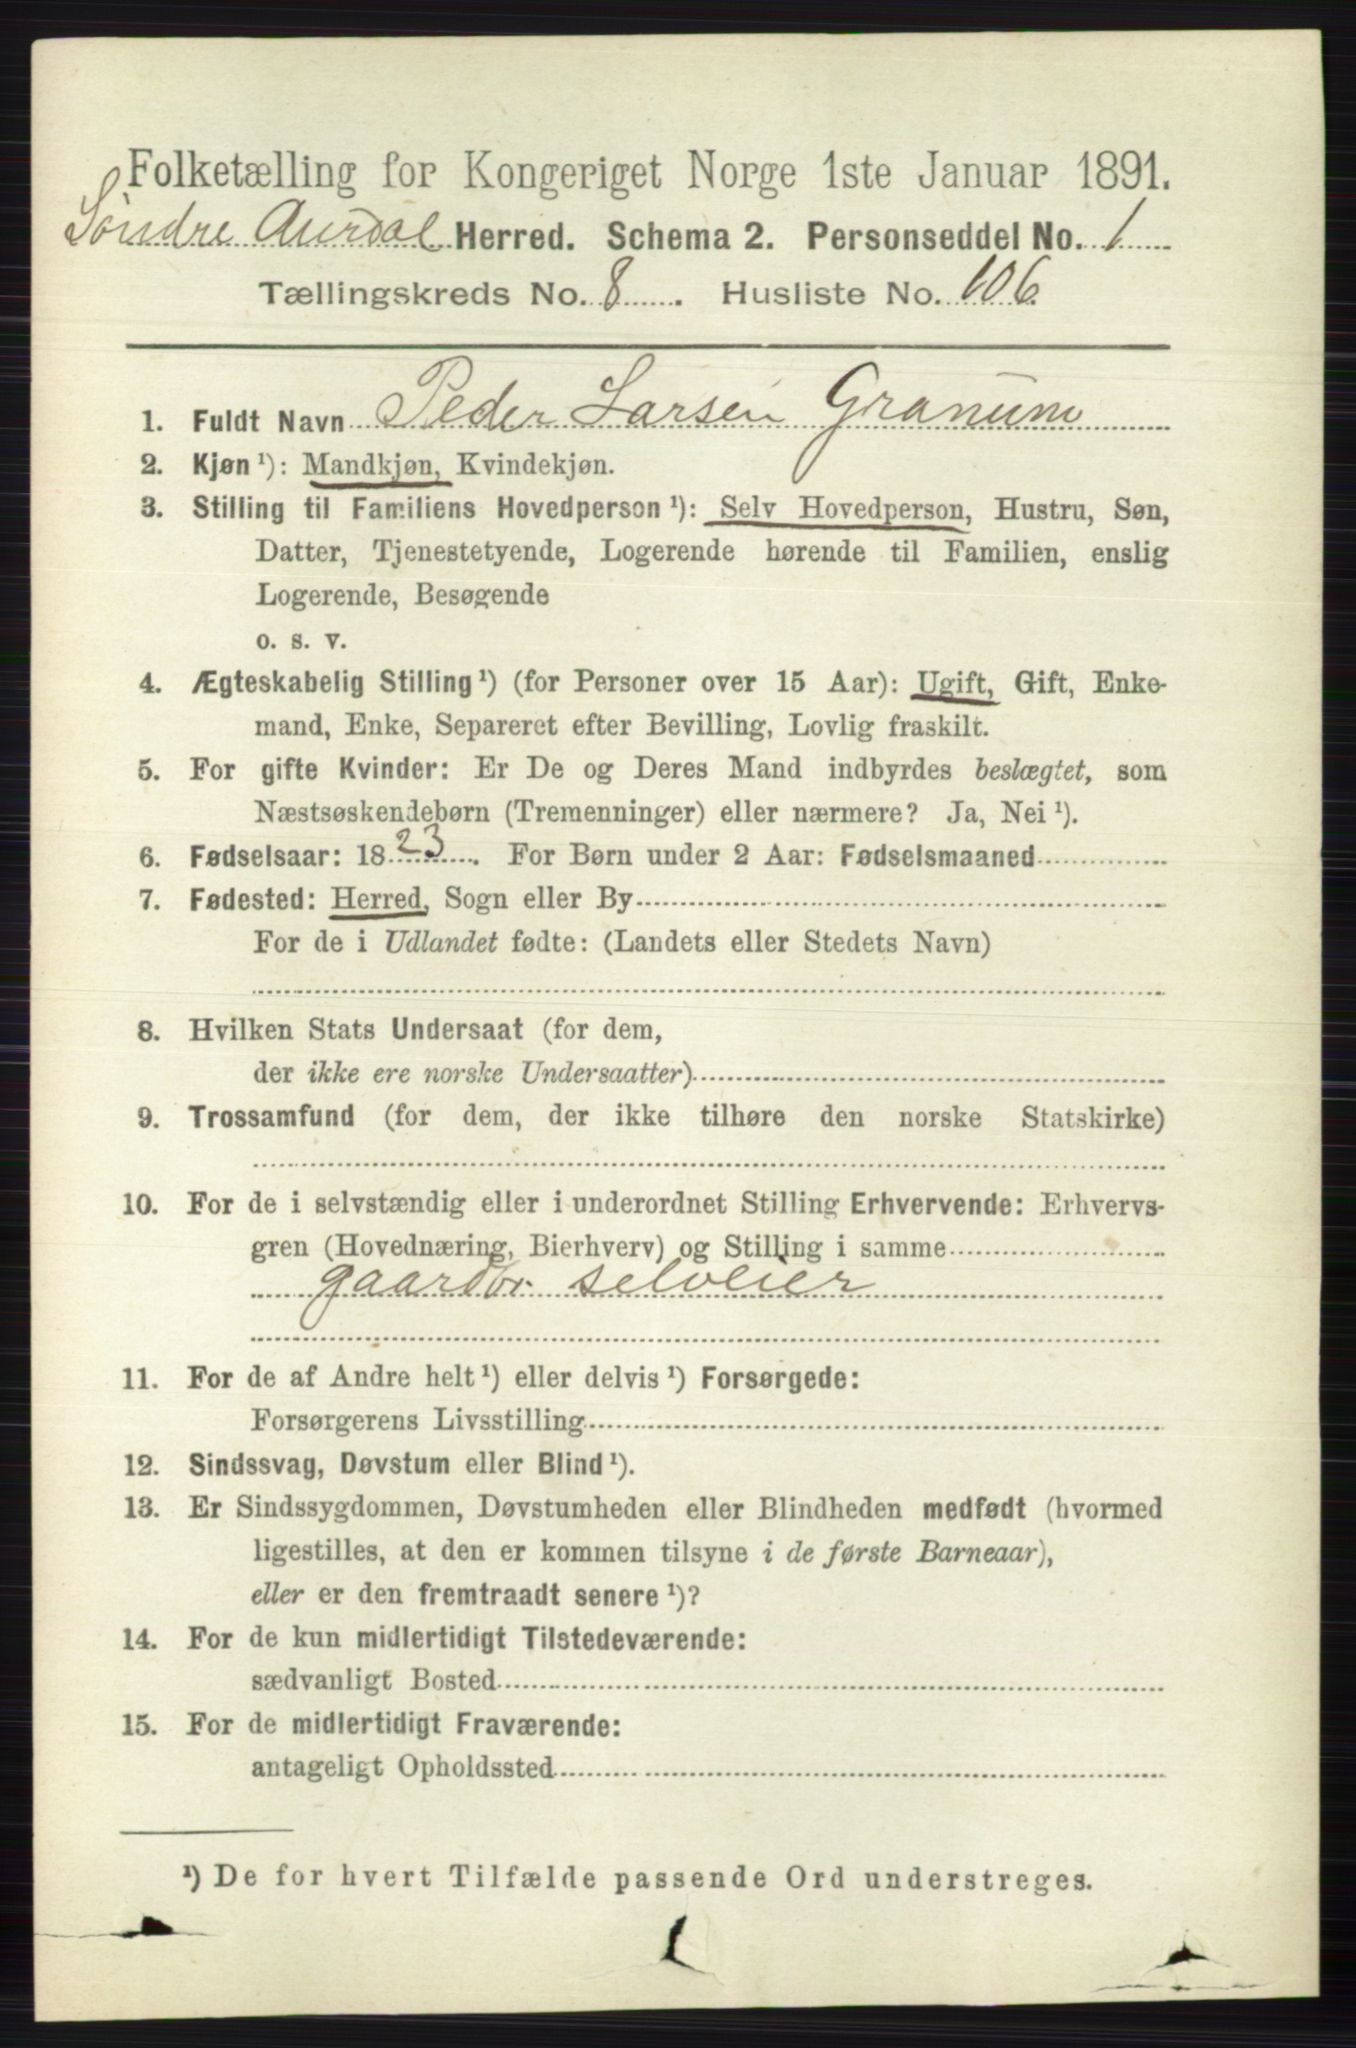 Folketælling for Kongeriget Norge 1ste Januar 1891.
Søndre Aurdal Herred. Schema 2. Personseddel No. 1
Tællingskreds No. 8. Husliste No. 106
1. Fuldt Navn Peder Larsen Granum
2. Kjøn ¹): Mandkjøn, Kvindekjøn.
3. Stilling til Familiens Hovedperson ¹): Selv Hovedperson, Hustru, Søn,
Datter, Tjenestetyende, Logerende hørende til Familien, enslig
Logerende, Besøgende
o. s. v.
4. Ægteskabelig Stilling ¹) (for Personer over 15 Aar): Ugift, Gift, Enke-
mand, Enke, Separeret efter Bevilling, Lovlig fraskilt.
5. For gifte Kvinder: Er De og Deres Mand indbyrdes beslægtet, som
Næstsøskendebørn (Tremenninger) eller nærmere? Ja, Nei ¹).
6. Fødselsaar: 1823. For Børn under 2 Aar: Fødselsmaaned
7. Fødested: Herred, Sogn eller By
For de i Udlandet fødte: (Landets eller Stedets Navn)
8. Hvilken Stats Undersaat (for dem,
der ikke ere norske Undersaatter)
9. Trossamfund (for dem, der ikke tilhøre den norske Statskirke)
10. For de i selvstændig eller i underordnet Stilling Erhvervende: Erhvervs-
gren (Hovednæring, Bierhverv) og Stilling i samme
gaardbr. selveier
11. For de af Andre helt ¹) eller delvis ¹) Forsørgede:
Forsørgerens Livsstilling
12. Sindssvag, Døvstum eller Blind ¹).
13. Er Sindssygdommen, Døvstumheden eller Blindheden medfødt (hvormed
ligestilles, at den er kommen tilsyne i de første Barneaar),
eller er den fremtraadt senere ¹)?
14. For de kun midlertidigt Tilstedeværende:
sædvanligt Bosted
15. For de midlertidigt Fraværende:
antageligt Opholdssted
¹) De for hvert Tilfælde passende Ord understreges.